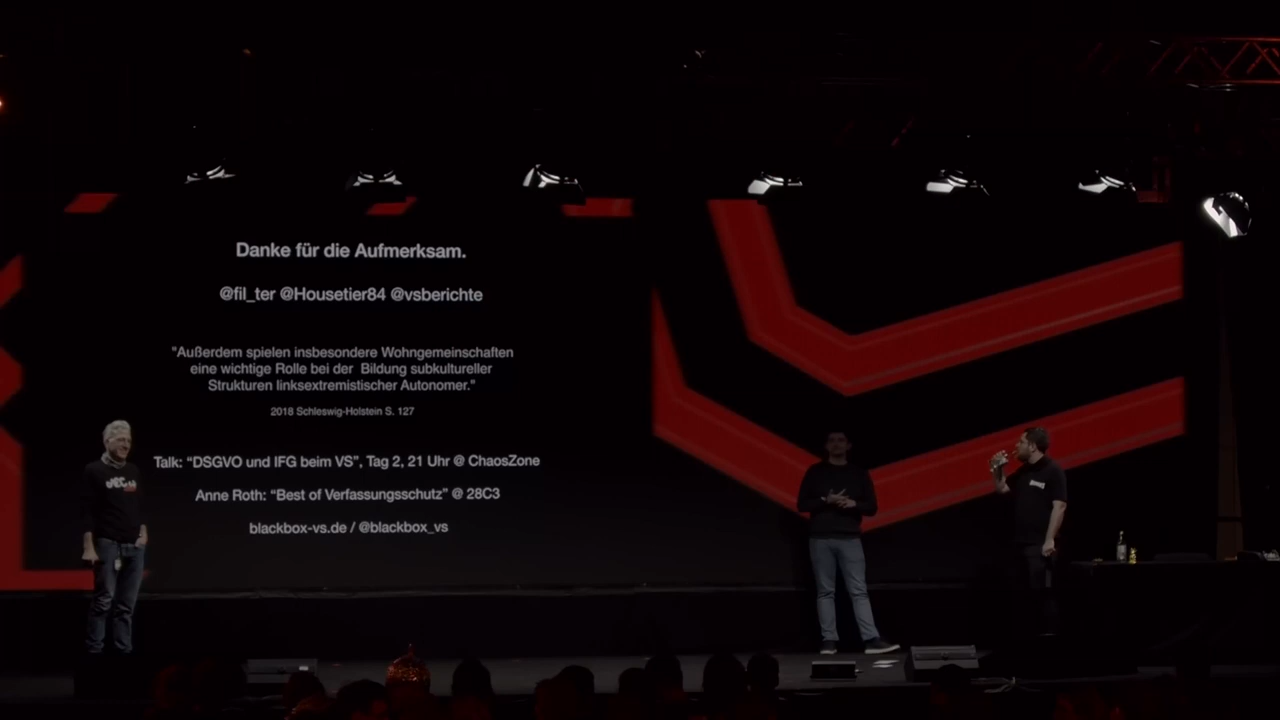 Danke für die Aufmerksam.
@fil_ter @Housetier84 @vsberichte
"Außerdem spielen insbesondere Wohngemeinschaften
eine wichtige Rolle bei der Bildung subkultureller
Strukturen linksextremistischer Autonomer."
2018 Schleswig-Holstein S. 127
Talk: “DSGVO und IFG beim VS”, Tag 2, 21 Uhr @ ChaosZone
Anne Roth: “Best of Verfassungsschutz” @ 28C3
blackbox-vs.de / @blackbox_vs